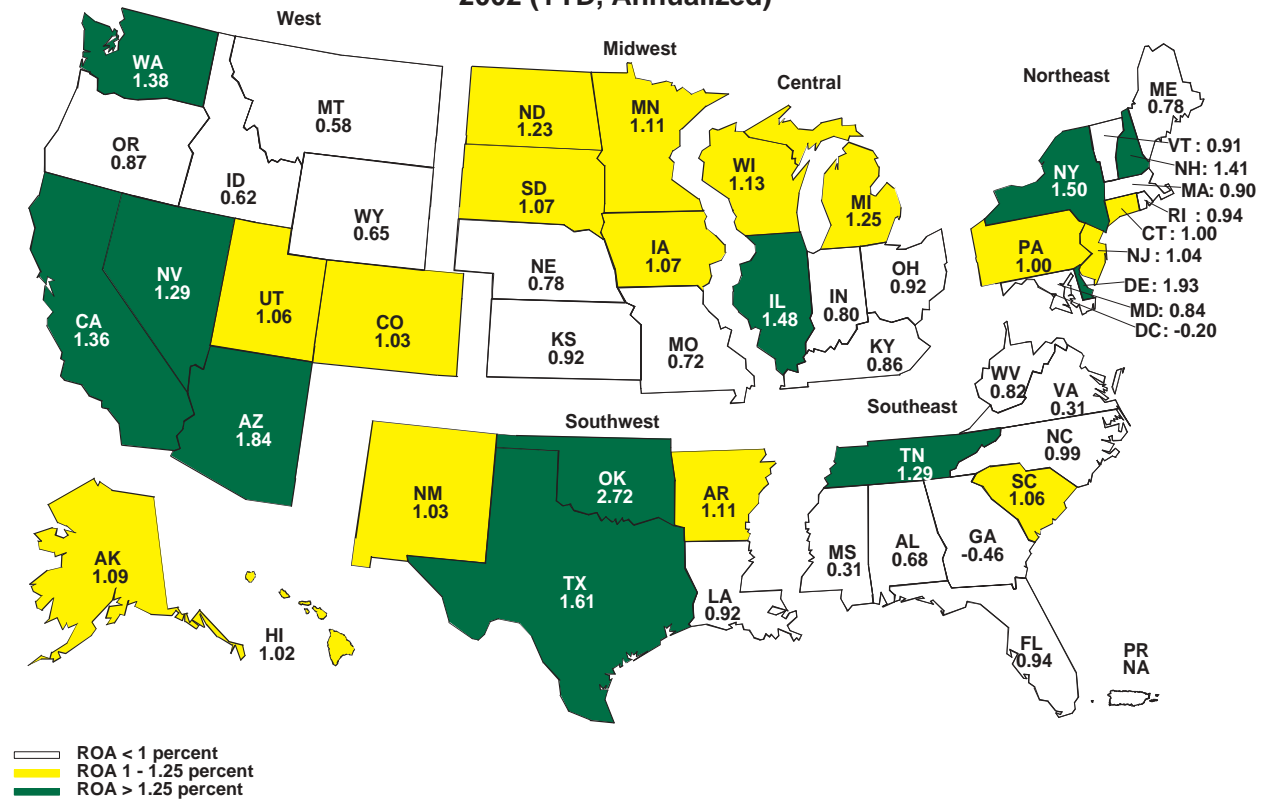 2002 (YTD, Annualized)
West
Midwest
Central
Northeast
WA
1.38
MT
0.58
OR
0.87
ID
0.62
WY
0.65
CA
1.36
NV
1.29
UT
1.06
CO
1.03
AZ
1.84
AK
1.09
HI
1.02
ND
1.23
MN
1.11
SD
1.07
IA
1.07
NE
0.78
KS
0.92
MO
0.72
WI
1.13
MI
1.25
IL
1.48
IN
0.80
OH
0.92
KY
0.86
ME
0.78
VT : 0.91
NH: 1.41
MA: 0.90
RI : 0.94
CT: 1.00
NJ : 1.04
DE: 1.93
MD: 0.84
DC: -0.20
NY
1.50
PA
1.00
Southwest
NM
1.03
OK
2.72
AR
1.11
TX
1.61
LA
0.92
Southeast
WV
0.82
VA
0.31
NC
0.99
TN
1.29
SC
1.06
MS
0.31
AL
0.68
GA
-0.46
FL
0.94
PR
NA
ROA < 1 percent
ROA 1 - 1.25 percent
ROA > 1.25 percent